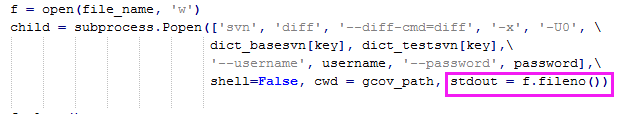 f = open(file_name, 'w')
child = subprocess.Popen(['svn', 'diff', '--diff-cmd=diff', '-x', '-U0', \
dict_basesvn[key], dict_testsvn[key],\
'--username', username, '--password', password],\
shell=False, cwd = gcov_path, stdout = f.fileno())